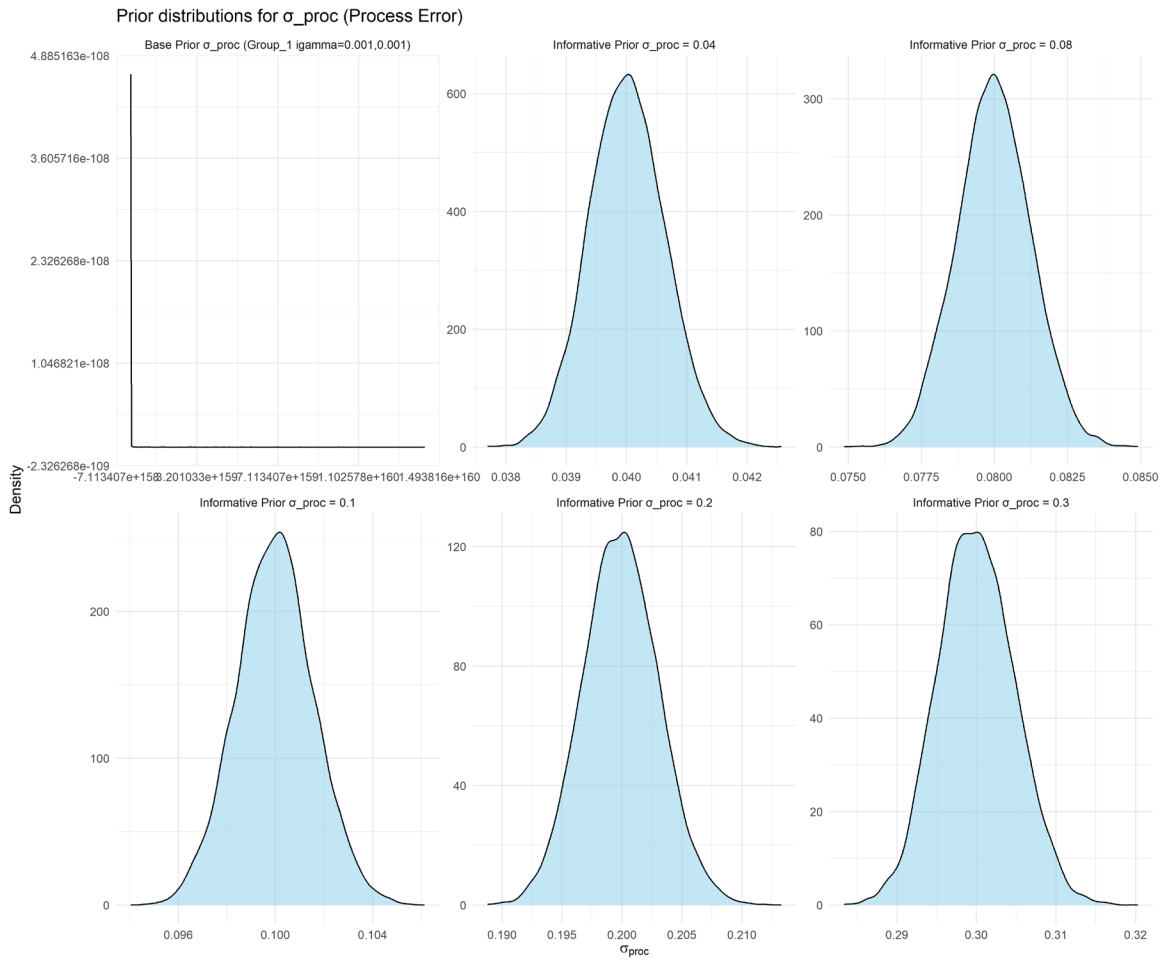 Prior distributions for σ_proc (Process Error)
Base Prior σ_proc (Group_1 igamma=0.001,0.001)
Informative Prior σ_proc = 0.04
Informative Prior σ_proc = 0.08
4.885163e-108
3.605716e-108
2.326268e-108
1.046821e-108
-2.326268e-109
600
400
200
0
300
200
100
0
0.038 0.039 0.040 0.041 0.042
0.0750 0.0775 0.0800 0.0825 0.0850
Density
Informative Prior σ_proc = 0.1
Informative Prior σ_proc = 0.2
Informative Prior σ_proc = 0.3
200
100
0
120
80
40
0
80
60
40
20
0
0.096 0.100 0.104
0.190 0.195 0.200 0.205 0.210
0.29 0.30 0.31 0.32
σproc